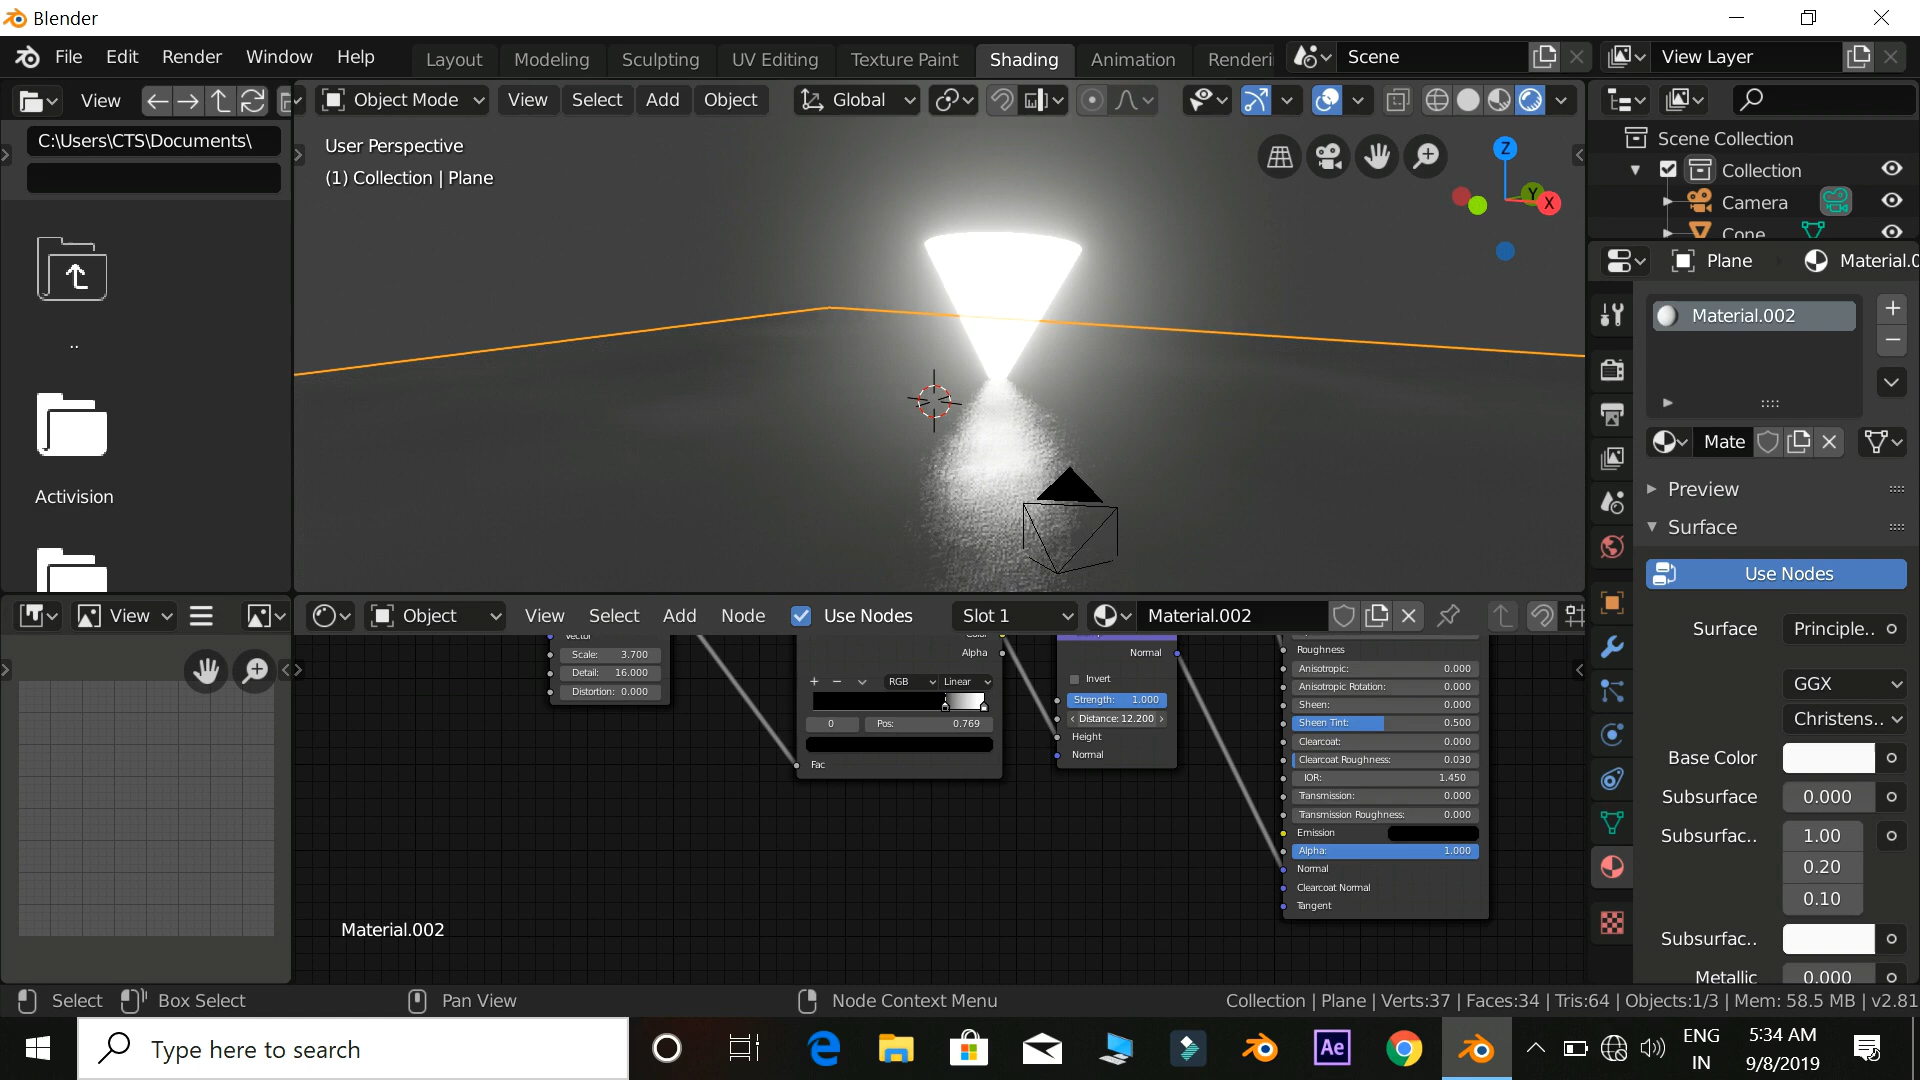 Blender
File Edit Render Window Help Layout Modeling Sculpting UV Editing Texture Paint Shading Animation Renderi Scene View Layer
View Object Mode View Select Add Object Global
C:\Users\CTS\Documents\
User Perspective
(1) Collection | Plane
Z
Y
X
..
Activision
Scene Collection
Collection
Camera
Cone
Plane Material.0
Material.002
Mate
Preview
Surface
Use Nodes
Surface Principle..
GGX
Christens..
Base Color
Subsurface 0.000
Subsurfac.. 1.00
0.20
0.10
Subsurfac..
Metallic 0.000
View Object View Select Add Node Use Nodes Slot 1 Material.002
Vector
Scale: 3.700
Detail: 16.000
Distortion: 0.000
Color
Alpha
RGB Linear
0 Pos: 0.769
Fac
Normal
Invert
Strength: 1.000
Distance: 12.200
Height
Normal
Roughness
Anisotropic: 0.000
Anisotropic Rotation: 0.000
Sheen: 0.000
Sheen Tint: 0.500
Clearcoat: 0.000
Clearcoat Roughness: 0.030
IOR: 1.450
Transmission: 0.000
Transmission Roughness: 0.000
Emission
Alpha: 1.000
Normal
Clearcoat Normal
Tangent
Material.002
Select Box Select Pan View Node Context Menu Collection | Plane | Verts:37 | Faces:34 | Tris:64 | Objects:1/3 | Mem: 58.5 MB | v2.81
Type here to search
Ae
ENG
IN
5:34 AM
9/8/2019